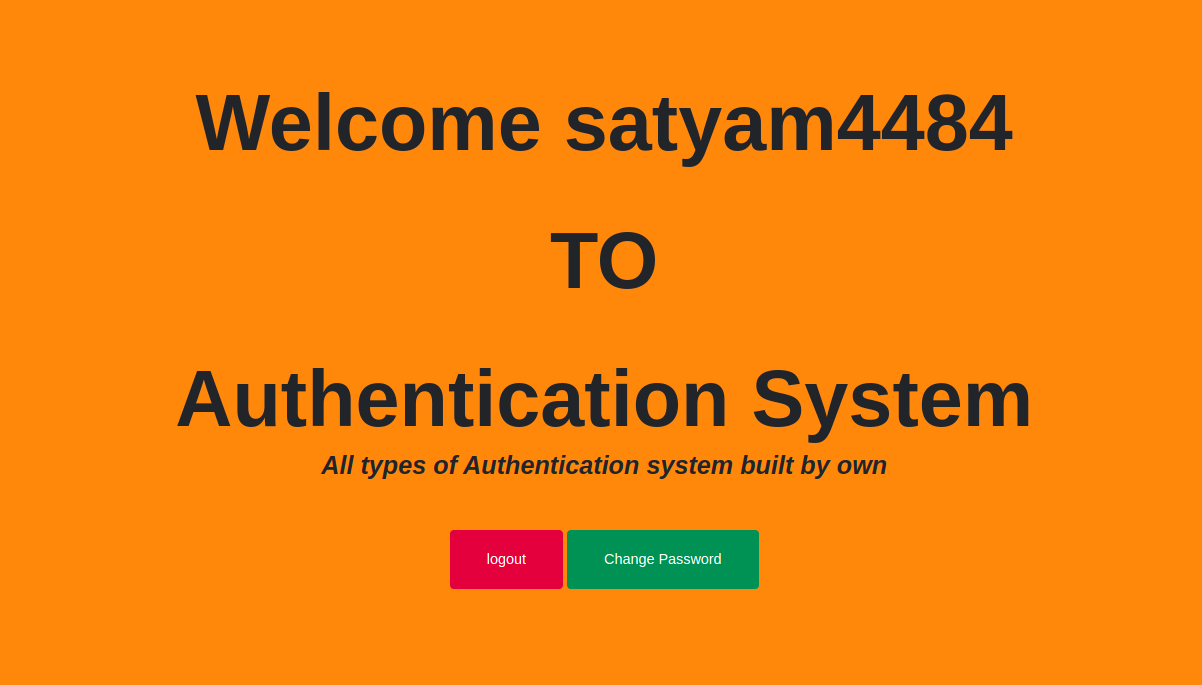 Welcome satyam4484
TO
Authentication System
All types of Authentication system built by own
logout
Change Password